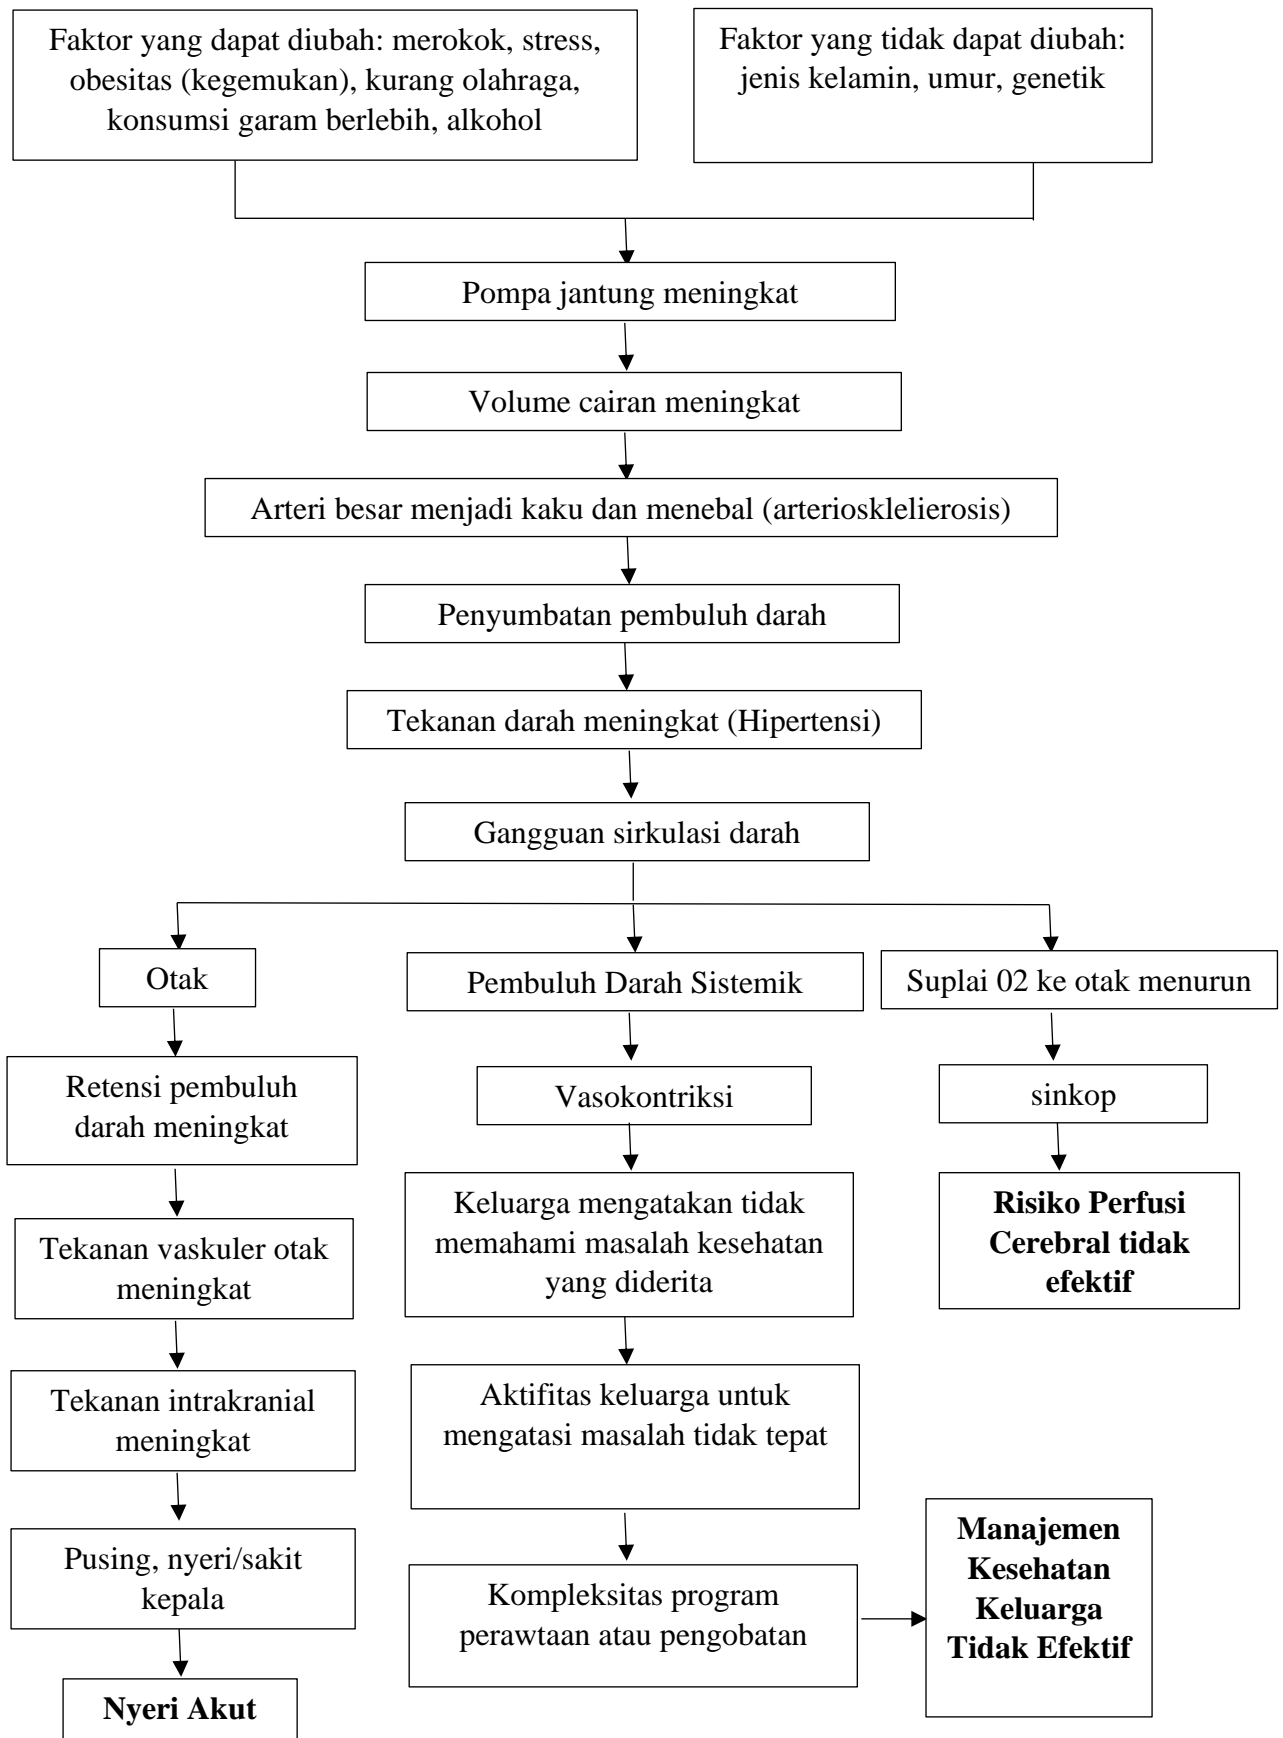 Faktor yang dapat diubah: merokok, stress,
obesitas (kegemukan), kurang olahraga,
konsumsi garam berlebih, alkohol
Faktor yang tidak dapat diubah:
jenis kelamin, umur, genetik
Pompa jantung meningkat
Volume cairan meningkat
Arteri besar menjadi kaku dan menebal (arteriosklelierosis)
Penyumbatan pembuluh darah
Tekanan darah meningkat (Hipertensi)
Gangguan sirkulasi darah
Otak
Pembuluh Darah Sistemik
Suplai 02 ke otak menurun
Retensi pembuluh
darah meningkat
Vasokontriksi
sinkop
Tekanan vaskuler otak
meningkat
Keluarga mengatakan tidak
memahami masalah kesehatan
yang diderita
Risiko Perfusi
Cerebral tidak
efektif
Tekanan intrakranial
meningkat
Aktifitas keluarga untuk
mengatasi masalah tidak tepat
Pusing, nyeri/sakit
kepala
Kompleksitas program
perawtaan atau pengobatan
Manajemen
Kesehatan
Keluarga
Tidak Efektif
Nyeri Akut